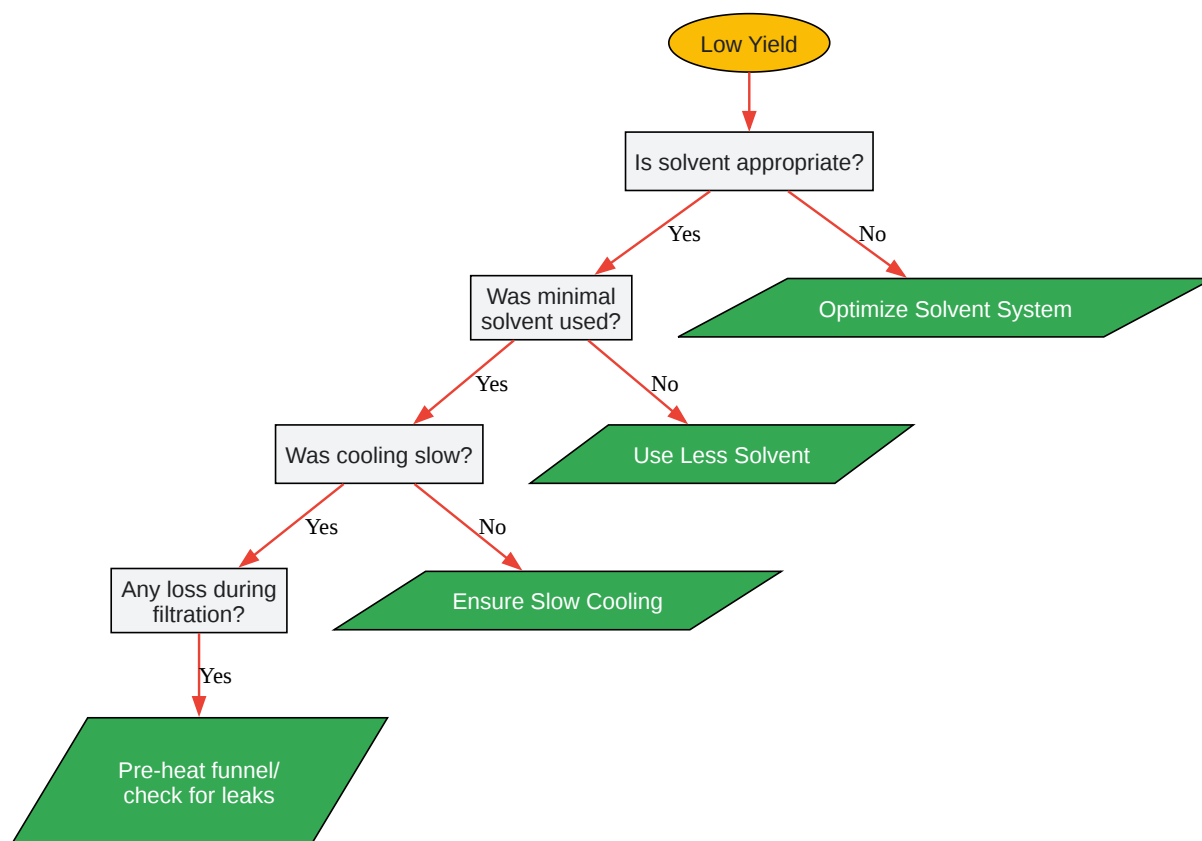 Low Yield
Is solvent appropriate?
Yes
No
Was minimal
solvent used?
Optimize Solvent System
Yes
No
Was cooling slow?
Use Less Solvent
Yes
No
Any loss during
filtration?
Ensure Slow Cooling
Yes
Pre-heat funnel/
check for leaks